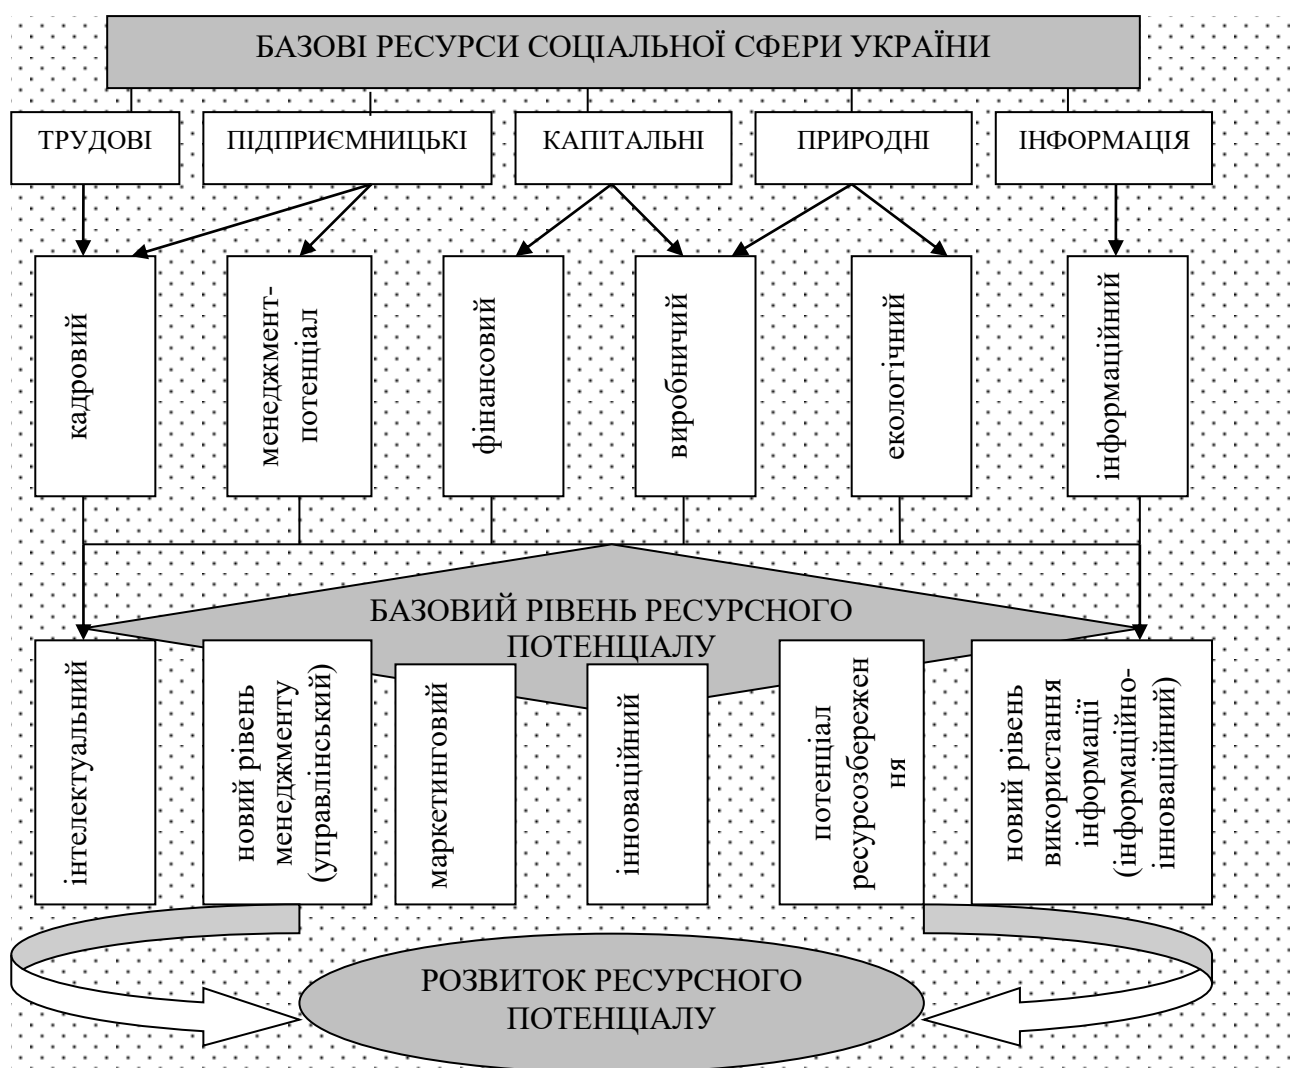 БАЗОВІ РЕСУРСИ СОЦІАЛЬНОЇ СФЕРИ УКРАЇНИ
ТРУДОВІ
ПІДПРИЄМНИЦЬКІ
КАПІТАЛЬНІ
ПРИРОДНІ
ІНФОРМАЦІЯ
кадровий
менеджмент-
потенціал
фінансовий
виробничий
екологічний
інформаційний
БАЗОВИЙ РІВЕНЬ РЕСУРСНОГО
ПОТЕНЦІАЛУ
інтелектуальний
новий рівень
менеджменту
(управлінський)
маркетинговий
інноваційний
потенціал
ресурсозбережен
ня
новий рівень
використання
інформації
(інформаційно-
інноваційний)
РОЗВИТОК РЕСУРСНОГО
ПОТЕНЦІАЛУ